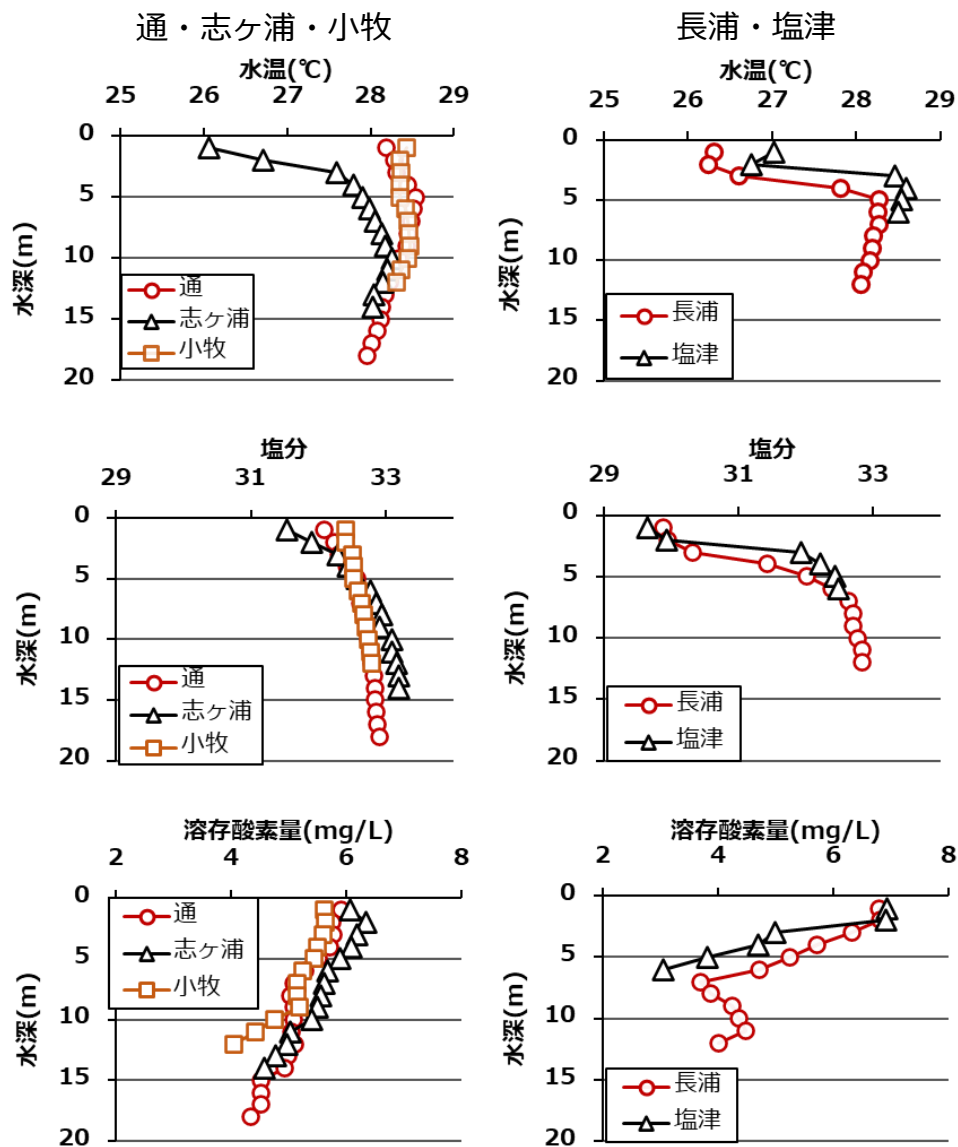 通・志ヶ浦・小牧
水温(℃)
25 26 27 28 29
0
5
10
15
20
水深(m)
通
志ヶ浦
小牧
長浦・塩津
水温(℃)
25 26 27 28 29
0
5
10
15
20
水深(m)
長浦
塩津
塩分
29 31 33
0
5
10
15
20
水深(m)
通
志ヶ浦
小牧
塩分
29 31 33
0
5
10
15
20
水深(m)
長浦
塩津
溶存酸素量(mg/L)
2 4 6 8
0
5
10
15
20
水深(m)
通
志ヶ浦
小牧
溶存酸素量(mg/L)
2 4 6 8
0
5
10
15
20
水深(m)
長浦
塩津